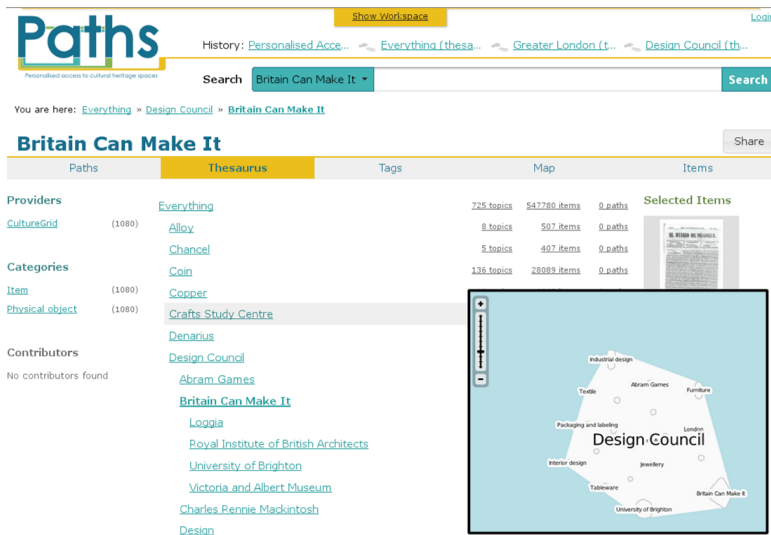 Show Workspace
Login
Paths
Personalised access to cultural heritage spaces
History: Personalised Acce... Everything (thesa... Greater London (t... Design Council (th...
Search Britain Can Make It Search
You are here: Everything » Design Council » Britain Can Make It
Britain Can Make It
Share
Paths Thesaurus Tags Map Items
Providers
CultureGrid (1080)
Categories
Item (1080)
Physical object (1080)
Contributors
No contributors found
Everything 725 topics 547780 items 0 paths
Alloy 8 topics 507 items 0 paths
Chancel 5 topics 407 items 0 paths
Coin 136 topics 28089 items 0 paths
Copper
Crafts Study Centre
Denarius
Design Council
Abram Games
Britain Can Make It
Loggia
Royal Institute of British Architects
University of Brighton
Victoria and Albert Museum
Charles Rennie Mackintosh
Design
Selected Items
Industrial design
Abram Games
Textile
Furniture
Packaging and labeling
London
Design Council
Interior design
Jewellery
Tableware
Britain Can Make It
University of Brighton